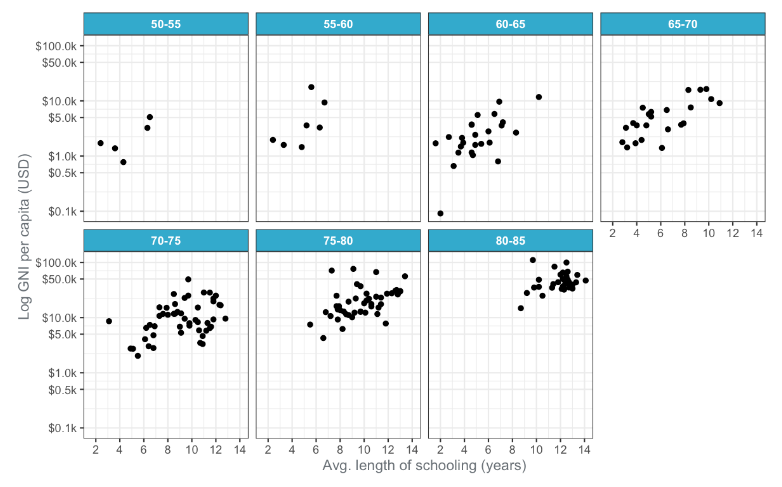 50-55 55-60 60-65 65-70
$100.0k
$50.0k
$10.0k
$5.0k
$1.0k
$0.5k
$0.1k
2 4 6 8 10 12 14
70-75 75-80 80-85
$100.0k
$50.0k
$10.0k
$5.0k
$1.0k
$0.5k
$0.1k
2 4 6 8 10 12 14 2 4 6 8 10 12 14 2 4 6 8 10 12 14
Avg. length of schooling (years)
Log GNI per capita (USD)